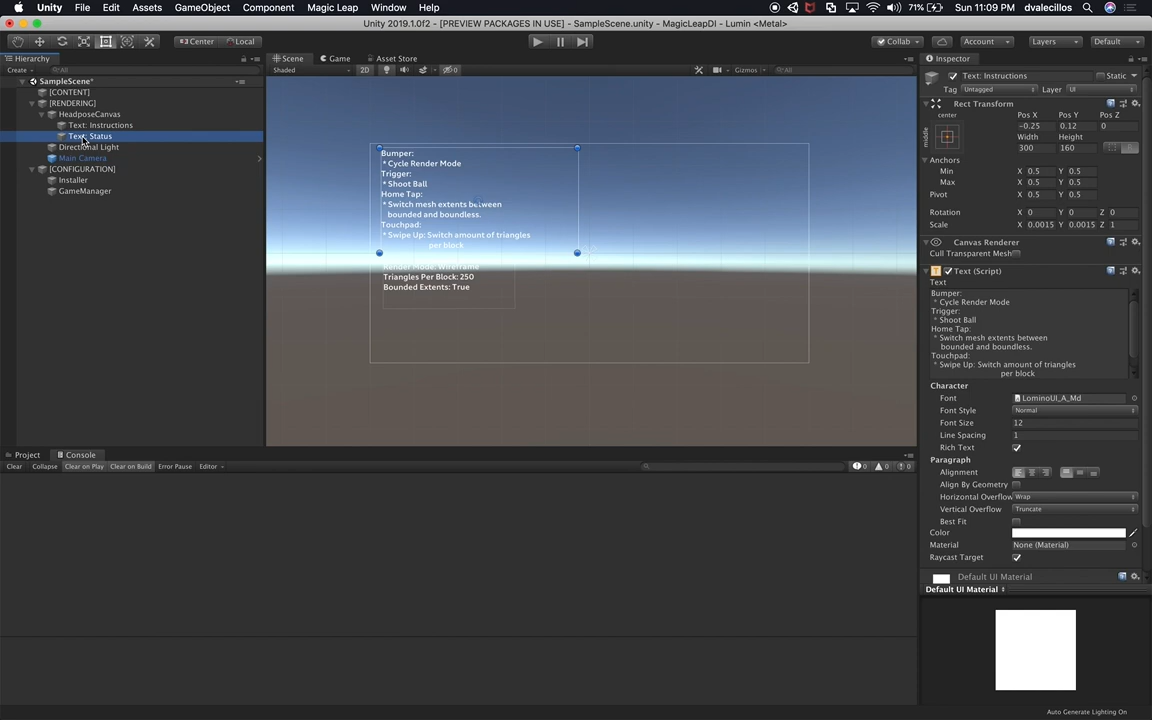 Unity File Edit Assets GameObject Component Magic Leap Window Help 71% Sun 11:09 PM dvalecillos
Unity 2019.1.0f2 - [PREVIEW PACKAGES IN USE] - SampleScene.unity - MagicLeapDI - Lumin <Metal>
Center Local Collab Account Layers Default
Hierarchy
Create All
SampleScene*
[CONTENT]
[RENDERING]
HeadposeCanvas
Text: Instructions
Text: Status
Directional Light
Main Camera
[CONFIGURATION]
Installer
GameManager
Scene Game Asset Store
Shaded 2D 0 Gizmos All
Bumper:
* Cycle Render Mode
Trigger:
* Shoot Ball
Home Tap:
* Switch mesh extents between
bounded and boundless.
Touchpad:
* Swipe Up: Switch amount of triangles
per block
Render Mode: Wireframe
Triangles Per Block: 250
Bounded Extents: True
Project Console
Clear Collapse Clear on Play Clear on Build Error Pause Editor 0 0 0
Inspector
Text: Instructions Static
Tag Untagged Layer UI
Rect Transform
center Pos X Pos Y Pos Z
middle -0.25 0.12 0
Width Height
300 160
Anchors
Min X 0.5 Y 0.5
Max X 0.5 Y 0.5
Pivot X 0.5 Y 0.5
Rotation X 0 Y 0 Z 0
Scale X 0.0015 Y 0.0015 Z 1
Canvas Renderer
Cull Transparent Mesh
Text (Script)
Text
Bumper:
* Cycle Render Mode
Trigger:
* Shoot Ball
Home Tap:
* Switch mesh extents between
bounded and boundless.
Touchpad:
* Swipe Up: Switch amount of triangles
per block
Character
Font LominoUI_A_Md
Font Style Normal
Font Size 12
Line Spacing 1
Rich Text
Paragraph
Alignment
Align By Geometry
Horizontal Overflow Wrap
Vertical Overflow Truncate
Best Fit
Color
Material None (Material)
Raycast Target
Default UI Material
Default UI Material
Auto Generate Lighting On